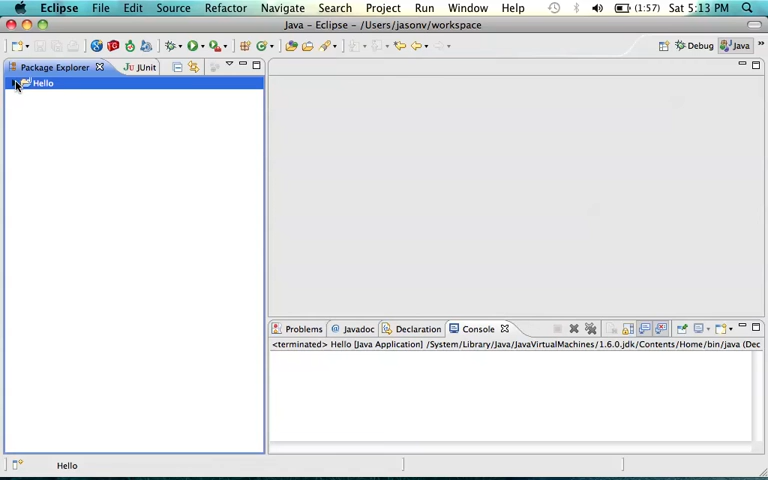 Eclipse File Edit Source Refactor Navigate Search Project Run Window Help (1:57) Sat 5:13 PM
Java – Eclipse – /Users/jasonv/workspace
Debug Java »
Package Explorer Ju JUnit
Hello
Problems @ Javadoc Declaration Console
<terminated> Hello [Java Application] /System/Library/Java/JavaVirtualMachines/1.6.0.jdk/Contents/Home/bin/java (Dec
Hello